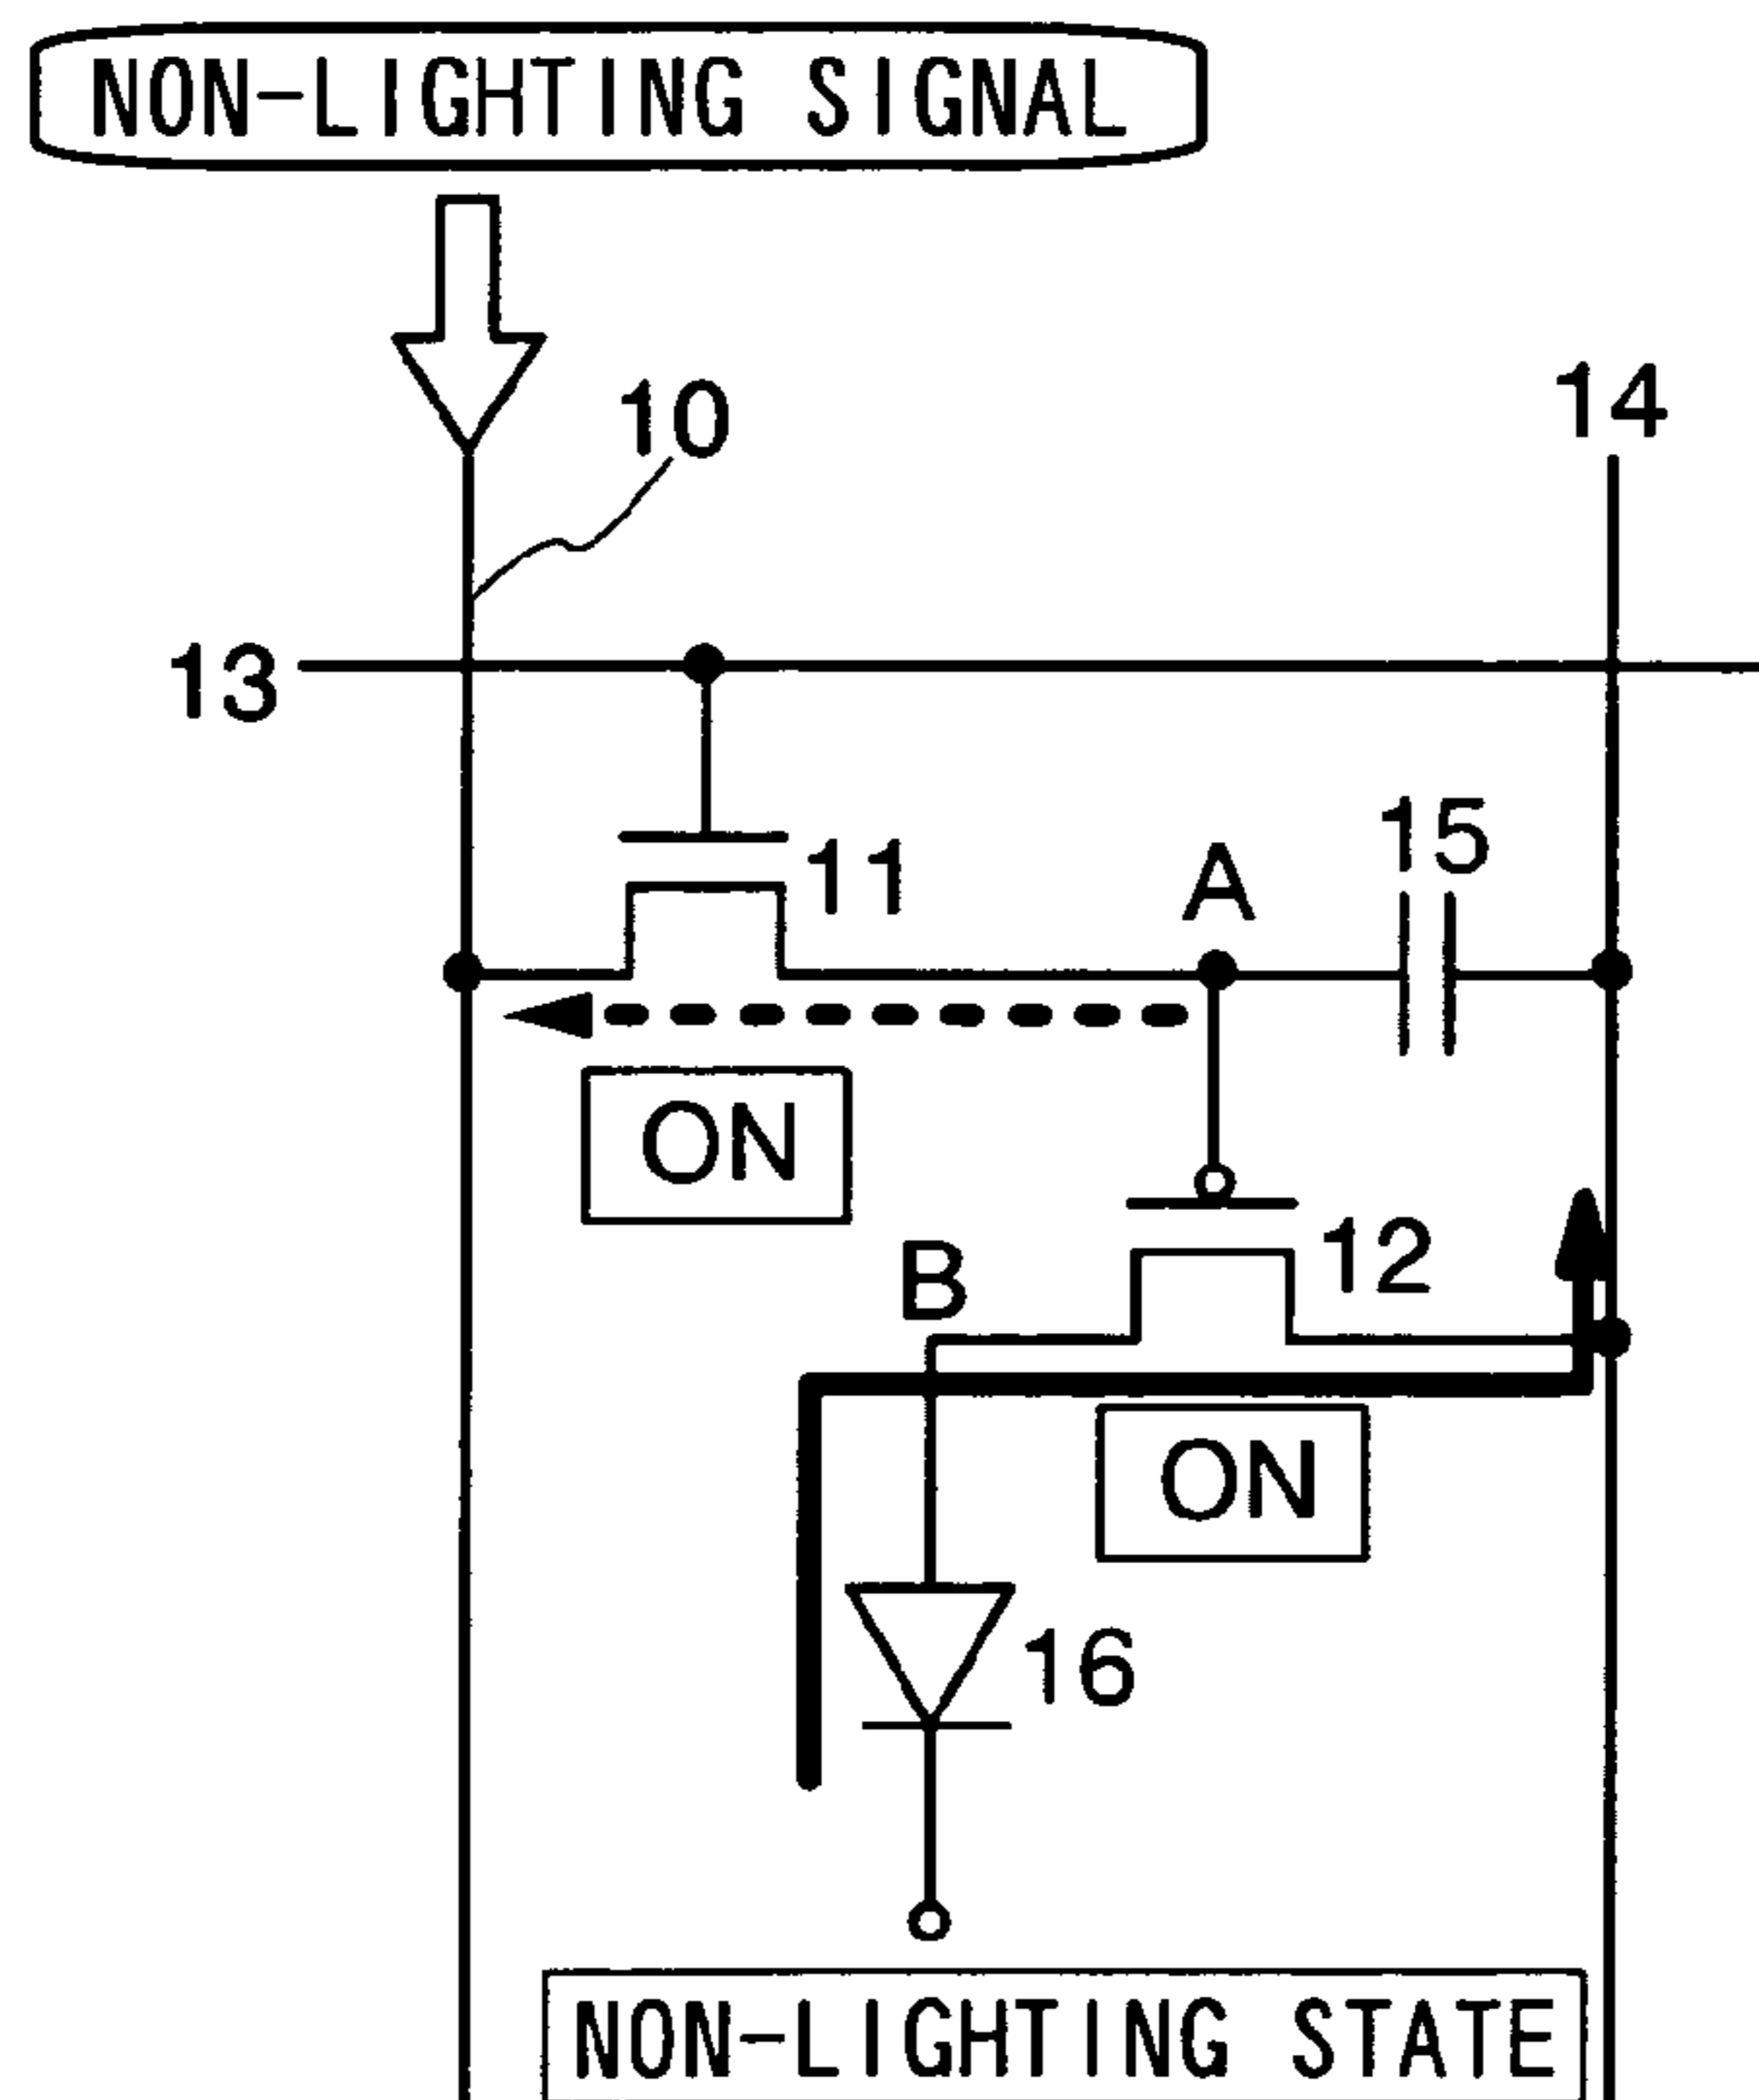 NON-LIGHTING SIGNAL
10
14
13
11
A
15
ON
B
12
ON
16
NON-LIGHTING STATE